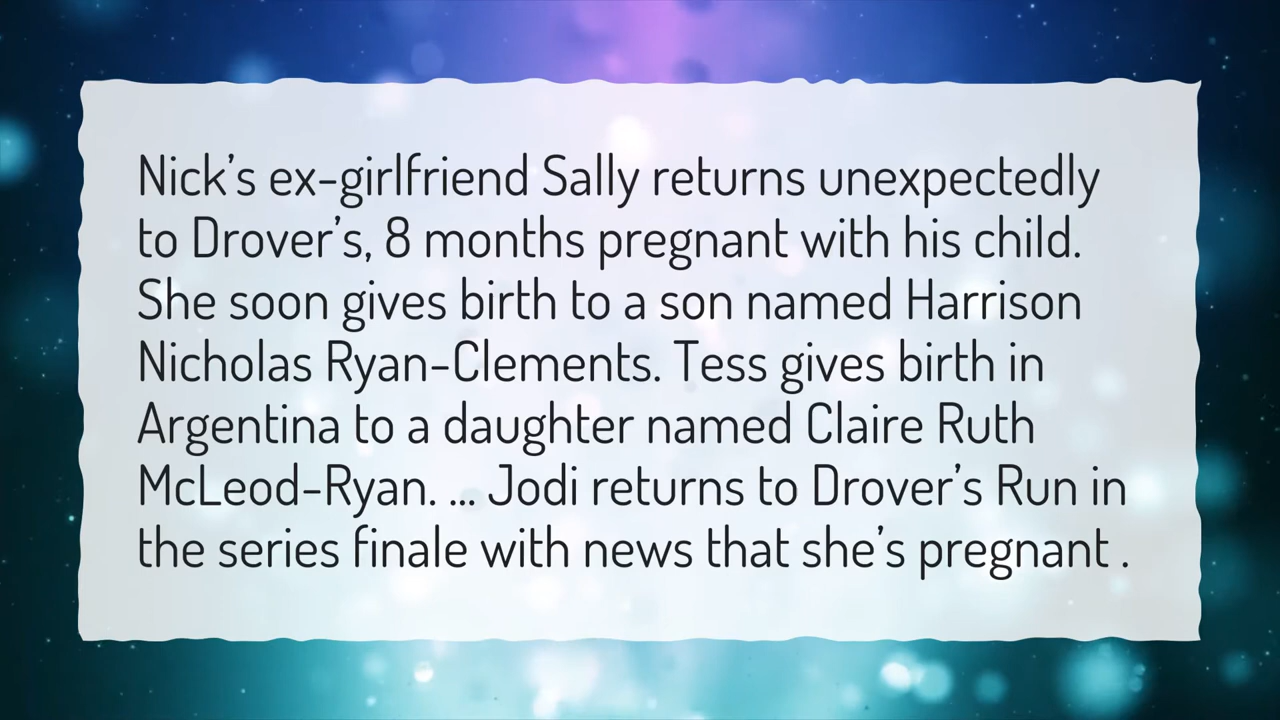 Nick’s ex-girlfriend Sally returns unexpectedly
to Drover’s, 8 months pregnant with his child.
She soon gives birth to a son named Harrison
Nicholas Ryan-Clements. Tess gives birth in
Argentina to a daughter named Claire Ruth
McLeod-Ryan. ... Jodi returns to Drover’s Run in
the series finale with news that she’s pregnant .